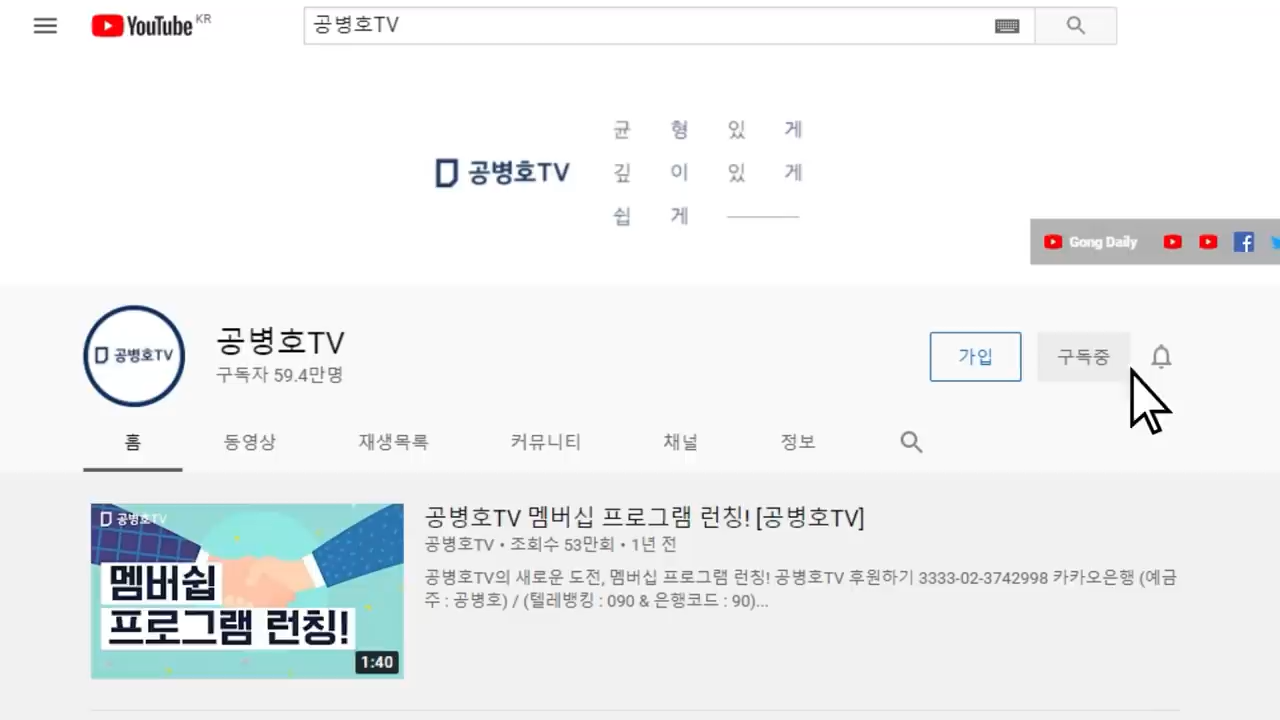 YouTube KR
공병호TV
균 형 있 게
공병호TV
깊 이 있 게
쉽 게
Gong Daily
공병호TV
공병호TV
구독자 59.4만명
가입
구독중
홈
동영상
재생목록
커뮤니티
채널
정보
공병호TV
멤버쉽
프로그램 런칭!
1:40
공병호TV 멤버십 프로그램 런칭! [공병호TV]
공병호TV • 조회수 53만회 • 1년 전
공병호TV의 새로운 도전, 멤버십 프로그램 런칭! 공병호TV 후원하기 3333-02-3742998 카카오은행 (예금
주 : 공병호) / (텔레뱅킹 : 090 & 은행코드 : 90)...